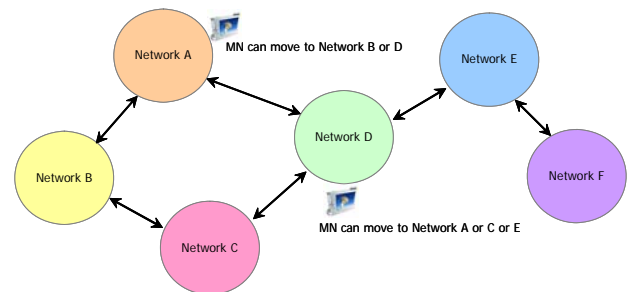 MN can move to Network B or D
Network A
Network E
Network D
Network B
Network F
MN can move to Network A or C or E
Network C